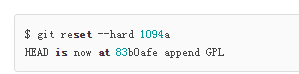 $ git reset --hard 1094a
HEAD is now at 83b0afe append GPL